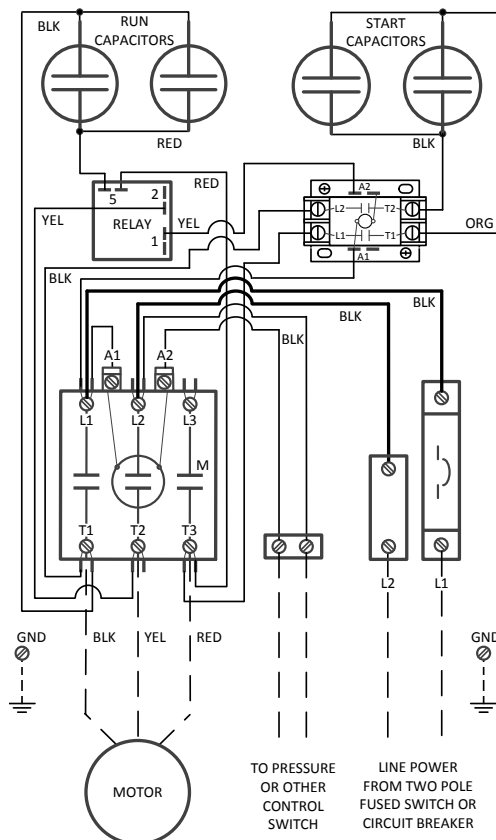 RUN
CAPACITORS
START
CAPACITORS
BLK
RED
BLK
5
2
RELAY
1
RED
YEL
YEL
A2
L2
T2
L1
T1
A1
ORG
BLK
BLK
BLK
BLK
A1
A2
L1
L2
L3
M
T1
T2
T3
L2
L1
GND
BLK
YEL
RED
GND
MOTOR
TO PRESSURE
OR OTHER
CONTROL
SWITCH
LINE POWER
FROM TWO POLE
FUSED SWITCH OR
CIRCUIT BREAKER